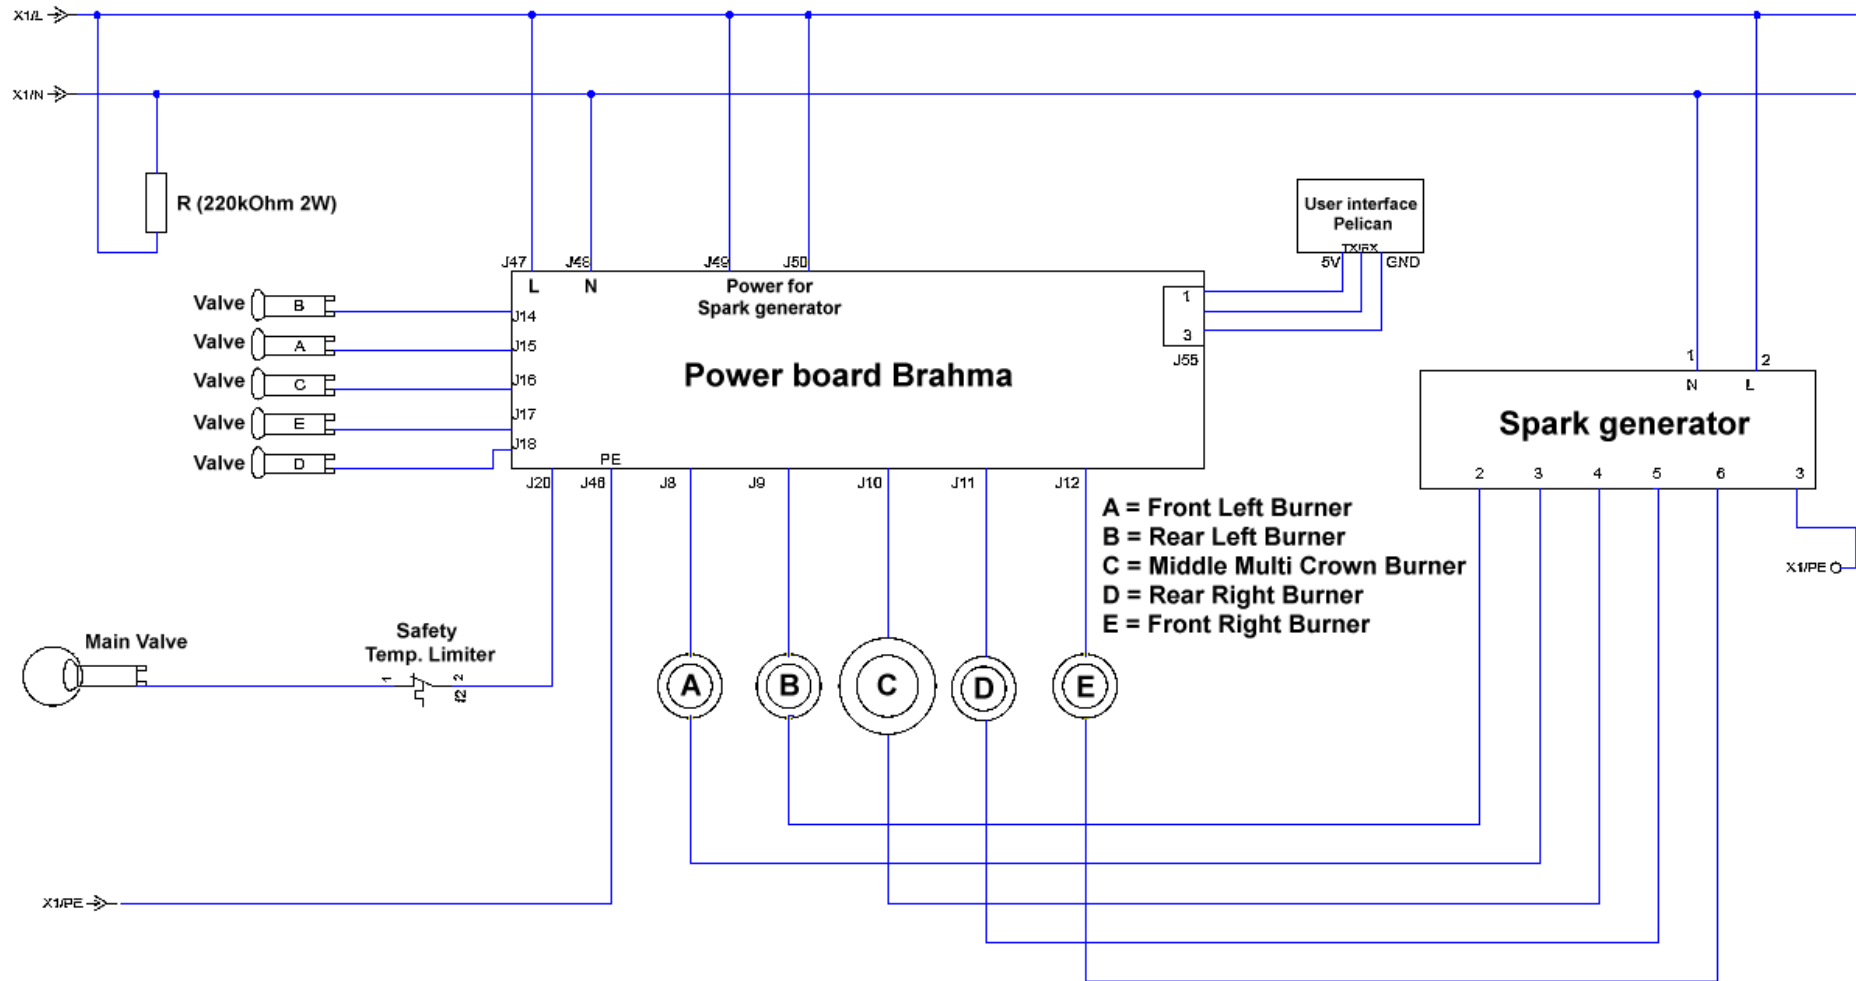 X1/L
X1/N
R (220kOhm 2W)
User interface
Pelican
TX/RX
5V
GND
J47
J48
J49
J50
L
N
Power for
Spark generator
1
3
J55
Valve
B
J14
Valve
A
J15
Valve
C
J16
Valve
E
J17
Valve
D
J18
Power board Brahma
1
2
N
L
Spark generator
2
3
4
5
6
3
PE
J20
J46
J8
J9
J10
J11
J12
A = Front Left Burner
B = Rear Left Burner
C = Middle Multi Crown Burner
D = Rear Right Burner
E = Front Right Burner
X1/PE
Main Valve
Safety
Temp. Limiter
1
2
f2
A
B
C
D
E
X1/PE